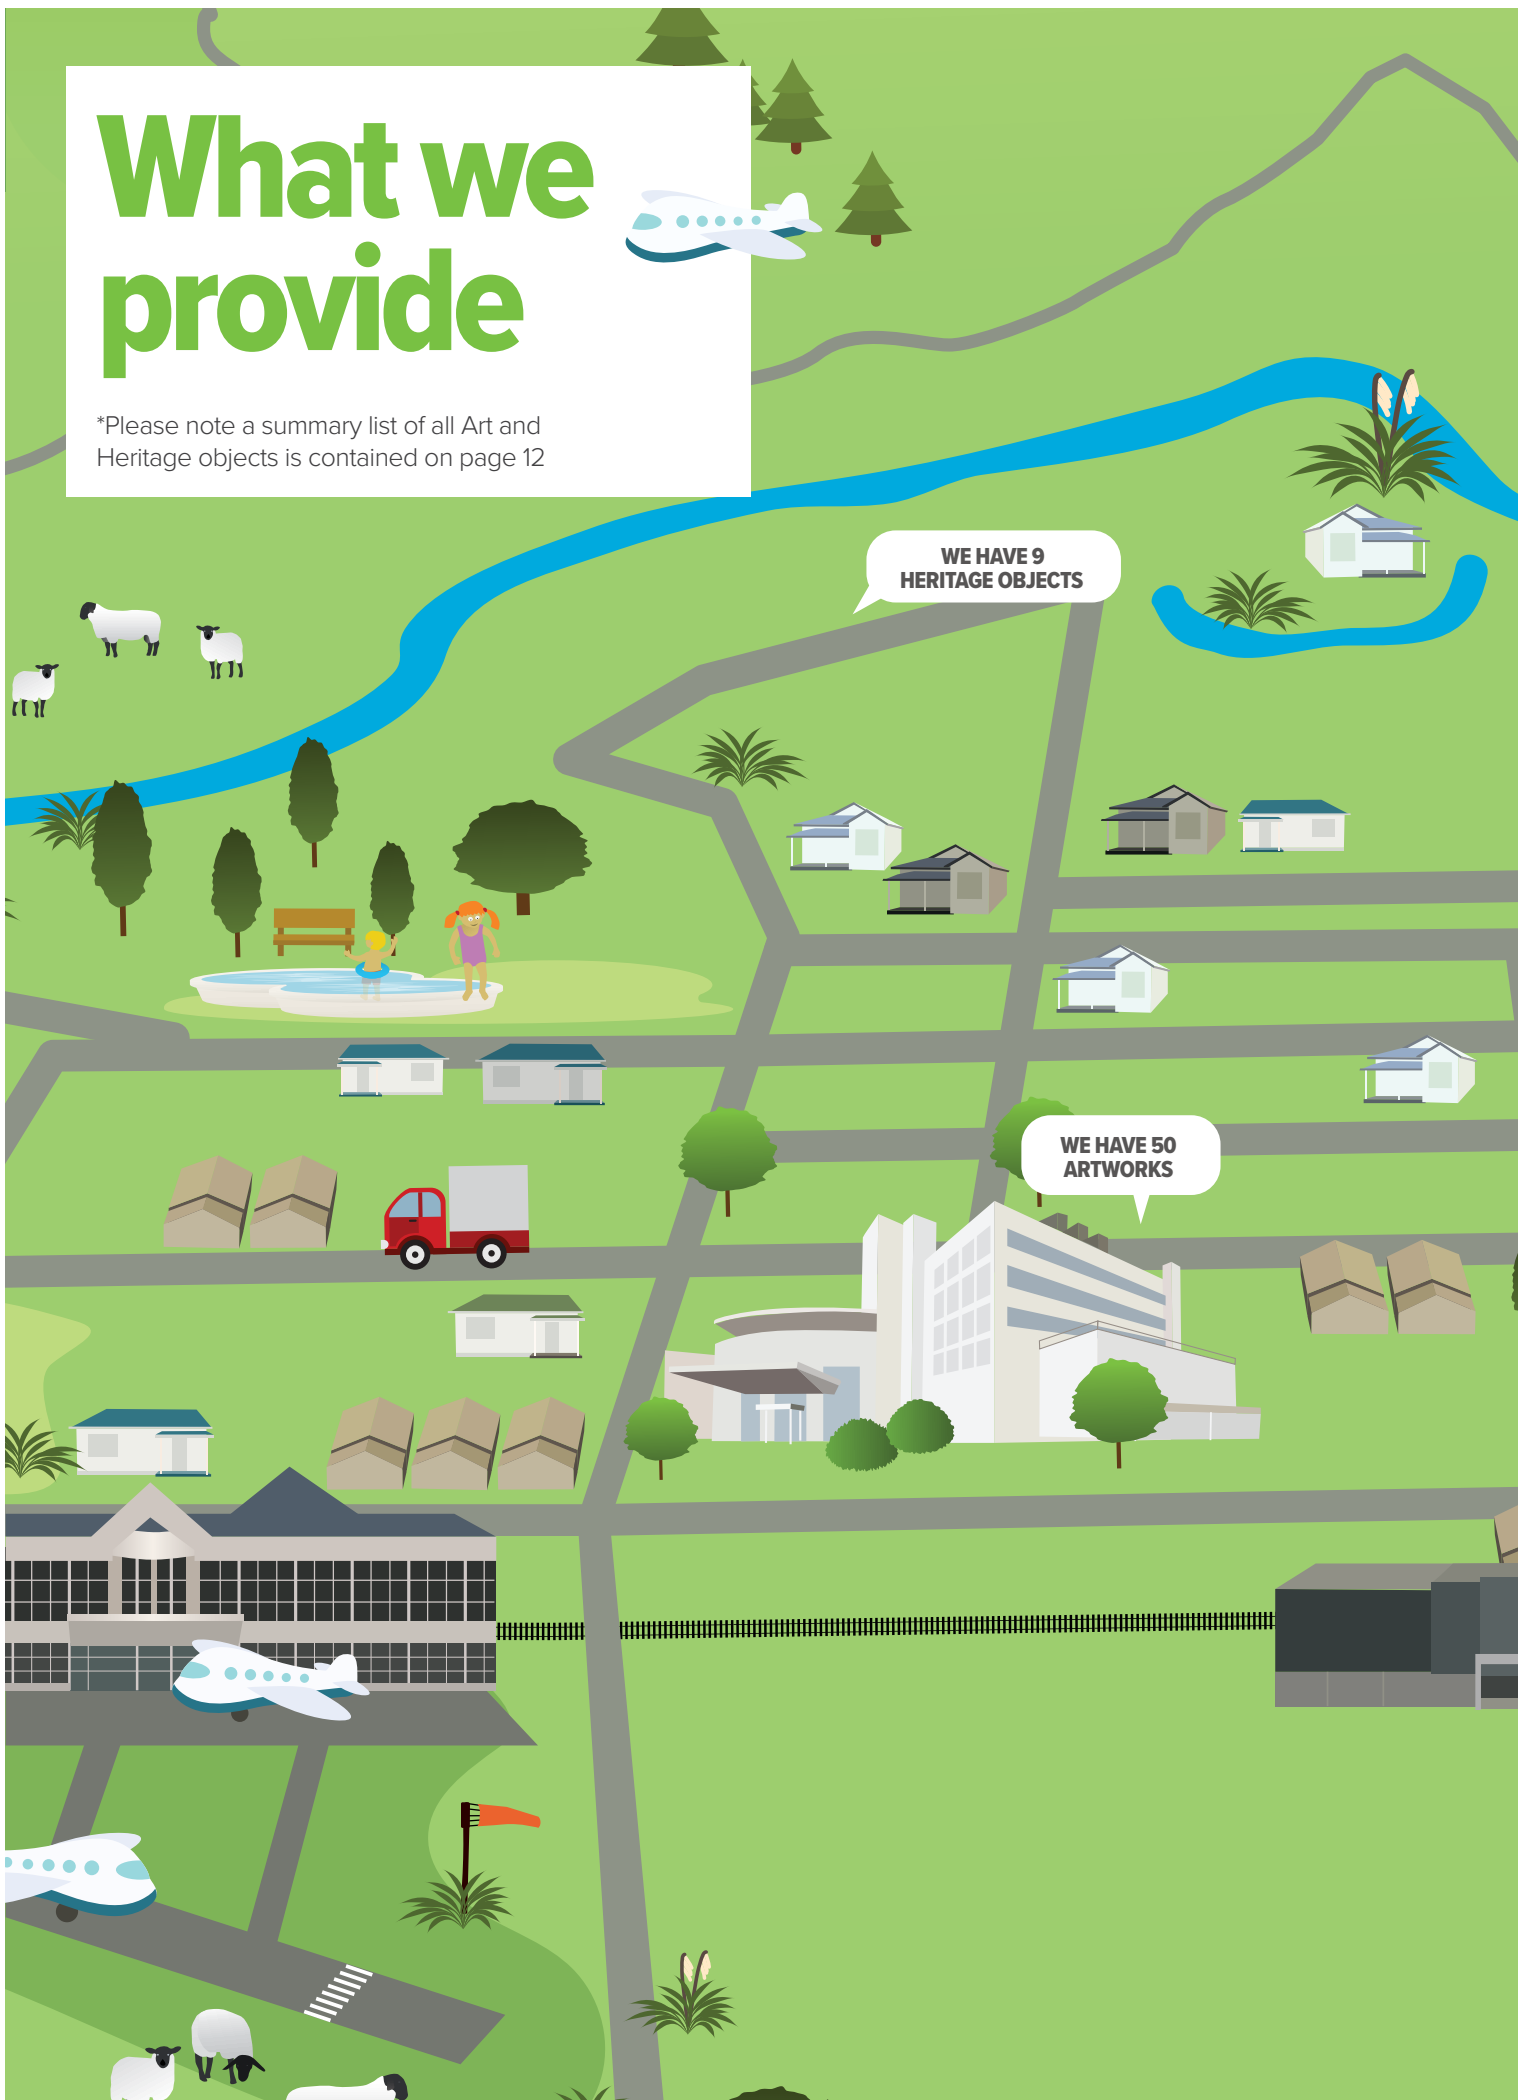 What we
provide
*Please note a summary list of all Art and
Heritage objects is contained on page 12
WE HAVE 9
HERITAGE OBJECTS
WE HAVE 50
ARTWORKS